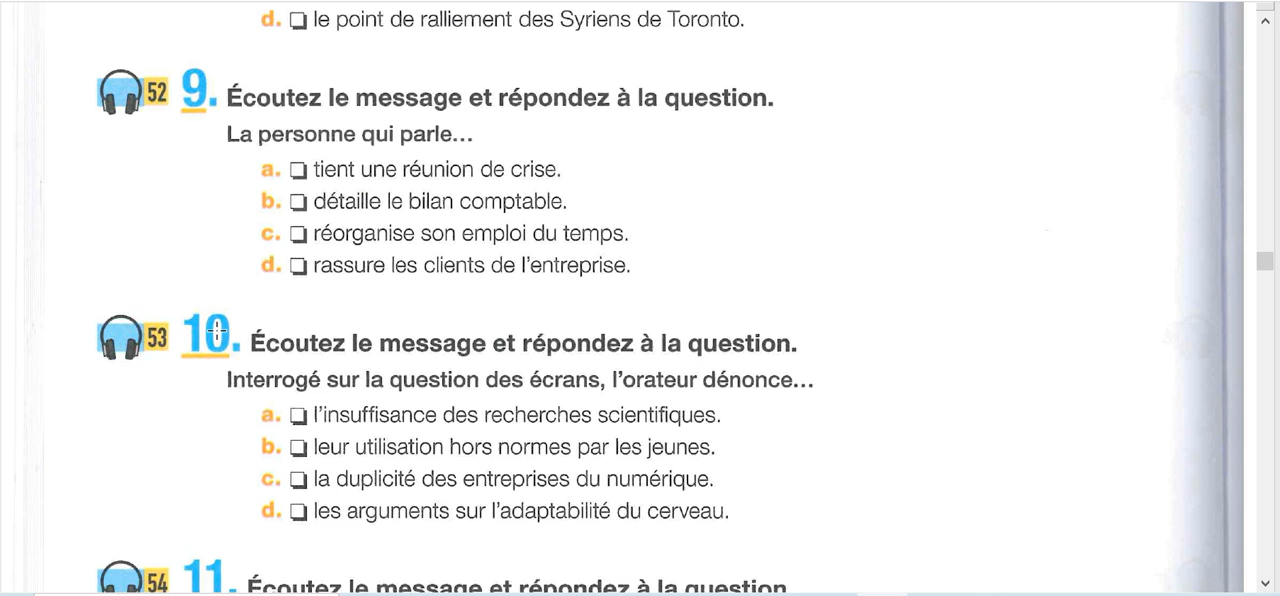 d. le point de ralliement des Syriens de Toronto.
52 9. Écoutez le message et répondez à la question.
La personne qui parle...
a. tient une réunion de crise.
b. détaille le bilan comptable.
c. réorganise son emploi du temps.
d. rassure les clients de l'entreprise.
53 10. Écoutez le message et répondez à la question.
Interrogé sur la question des écrans, l'orateur dénonce...
a. l'insuffisance des recherches scientifiques.
b. leur utilisation hors normes par les jeunes.
c. la duplicité des entreprises du numérique.
d. les arguments sur l'adaptabilité du cerveau.
54 11. Écoutez le message et répondez à la question